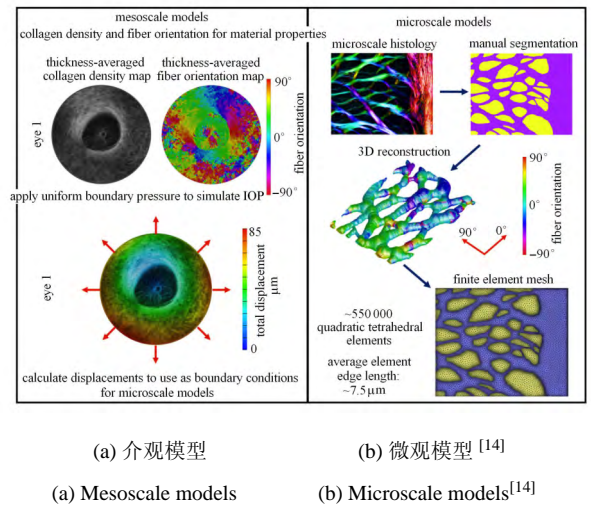 mesoscale models
collagen density and fiber orientation for material properties
thickness-averaged
collagen density map
thickness-averaged
fiber orientation map
90°
0°
−90°
fiber orientation
eye 1
apply uniform boundary pressure to simulate IOP
85
0
total displacement
μm
eye 1
calculate displacements to use as boundary conditions
for microscale models
microscale models
microscale histology
manual segmentation
3D reconstruction
90°
0°
−90°
fiber orientation
90°
0°
finite element mesh
~550 000
quadratic tetrahedral
elements
average element
edge length:
~7.5 μm
(a) 介观模型
(b) 微观模型 [14]
(a) Mesoscale models
(b) Microscale models[14]